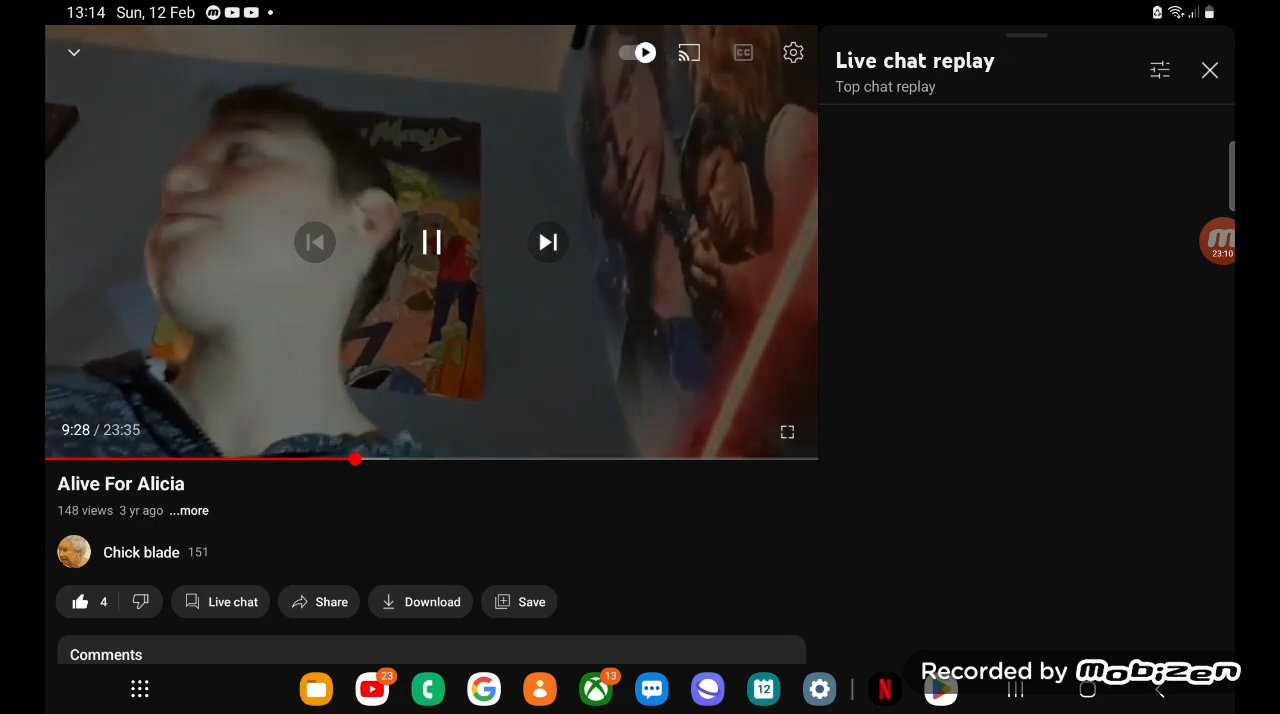 13:14 Sun, 12 Feb
CC
Live chat replay
Top chat replay
23:10
9:28 / 23:35
Alive For Alicia
148 views 3 yr ago ...more
Chick blade 151
4
Live chat
Share
Download
Save
Comments
23
13
12
N
Recorded by mobizen